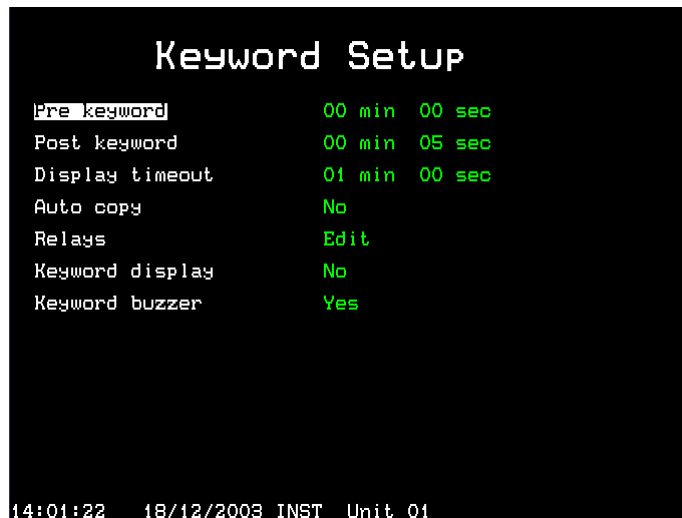 Keyword Setup
Pre keyword 00 min 00 sec
Post keyword 00 min 05 sec
Display timeout 01 min 00 sec
Auto copy No
Relays Edit
Keyword display No
Keyword buzzer Yes
14:01:22 18/12/2003 INST Unit 01